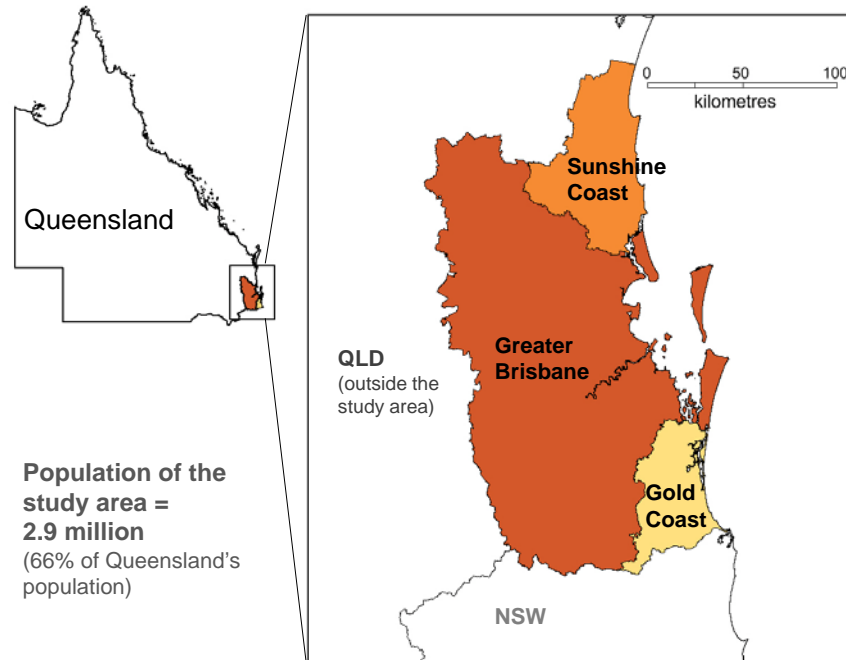 Queensland
Population of the
study area =
2.9 million
(66% of Queensland's
population)
0 50 100
kilometres
Sunshine
Coast
QLD
(outside the
study area)
Greater
Brisbane
Gold
Coast
NSW